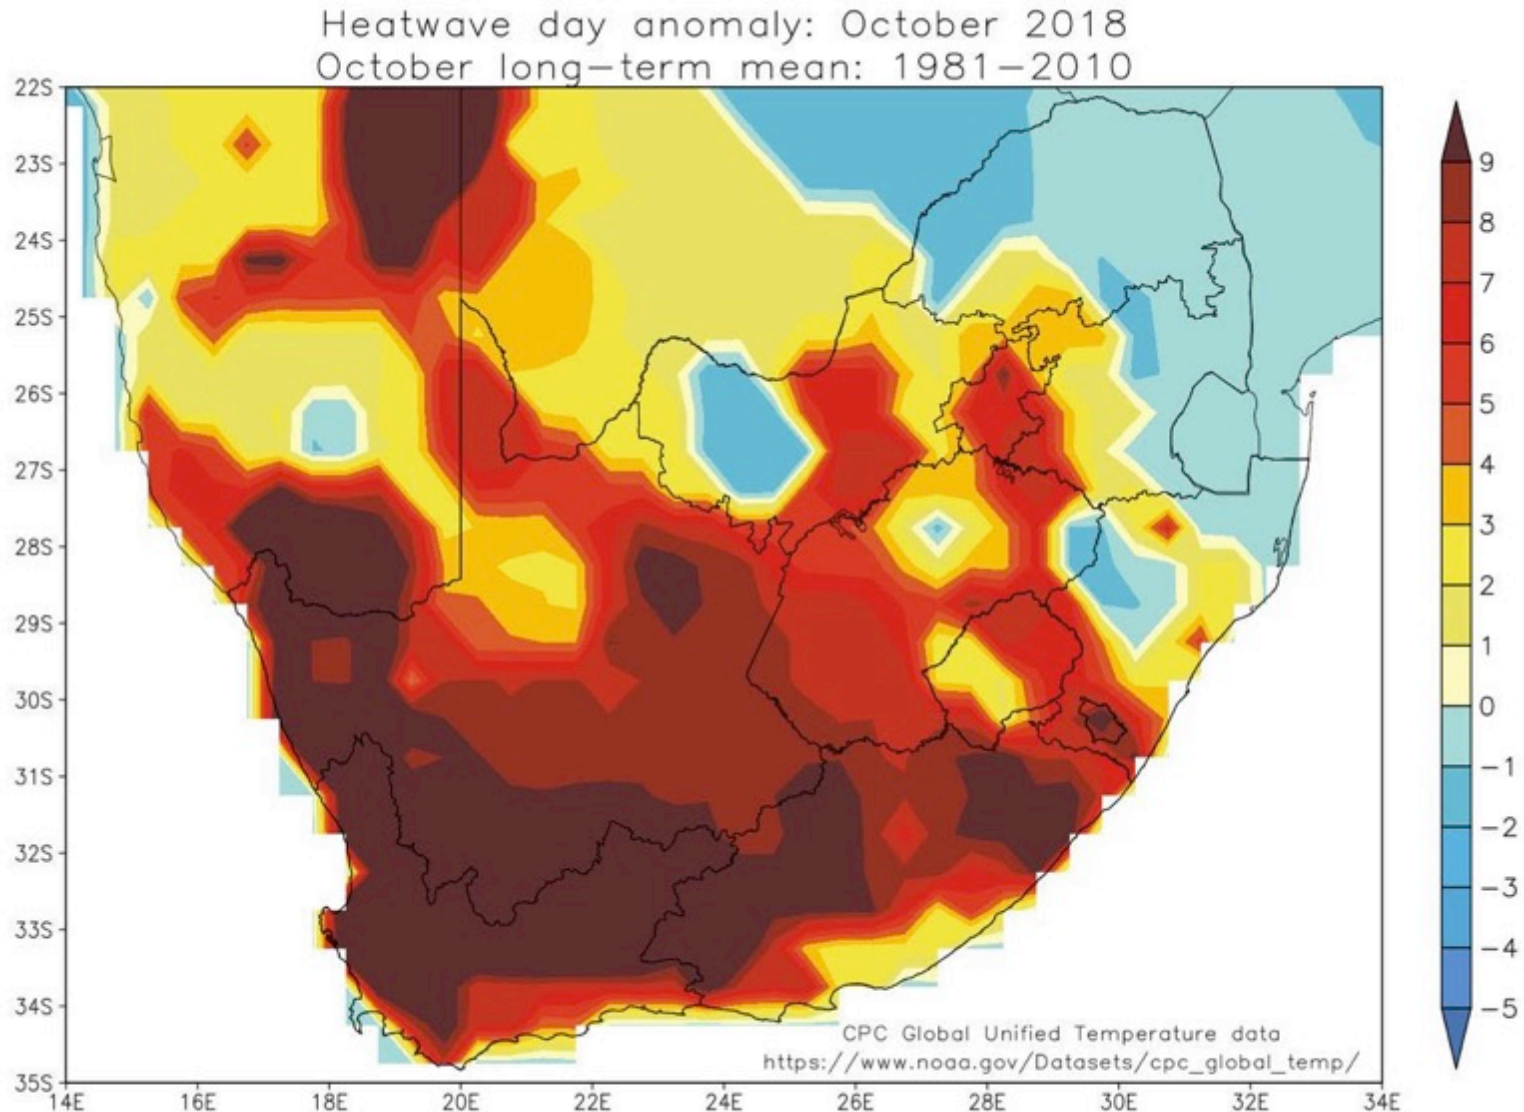 Heatwave day anomaly: October 2018
October long-term mean: 1981-2010
22S
23S
24S
25S
26S
27S
28S
29S
30S
31S
32S
33S
34S
35S
14E 16E 18E 20E 22E 24E 26E 28E 30E 32E 34E
CPC Global Unified Temperature data
https://www.noaa.gov/Datasets/cpc_global_temp/
9
8
7
6
5
4
3
2
1
0
-1
-2
-3
-4
-5